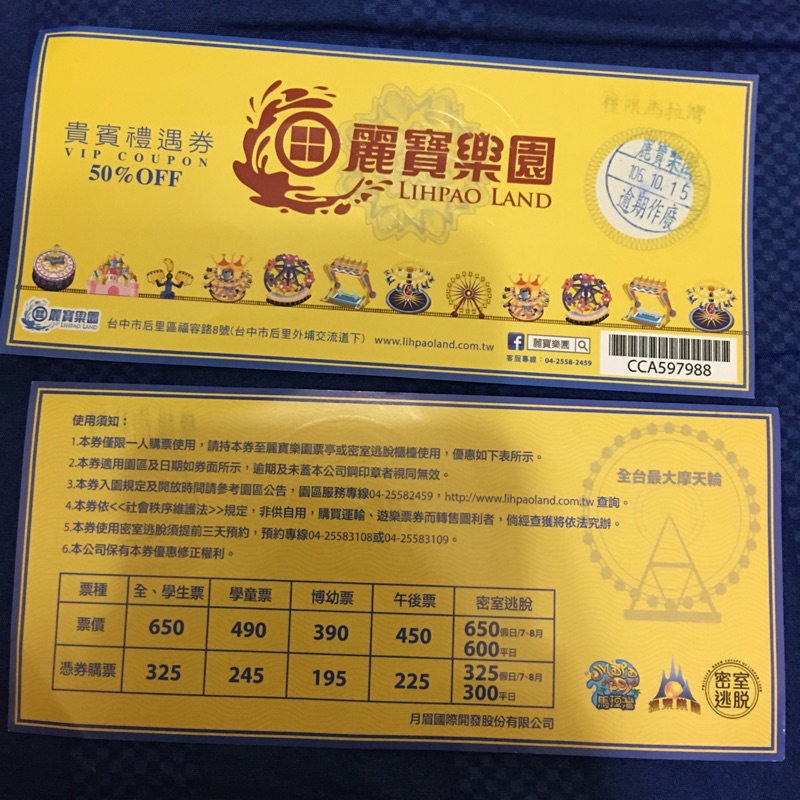 貴賓禮遇券
VIP COUPON
50%OFF
麗寶樂園
LIHPAO LAND
僅限馬拉灣
麗寶樂園
106.10.15
逾期作廢
麗寶樂園
LIHPAO LAND
台中市后里區福容路8號(台中市后里外埔交流道下)
www.lihpaoland.com.tw
麗寶樂園
客服專線：04-2558-2459
CCA597988
使用須知：
1.本券僅限一人購票使用，請持本券至麗寶樂園票亭或密室逃脫櫃檯使用，優惠如下表所示。
2.本券適用園區及日期如券面所示，逾期及未蓋本公司鋼印章者視同無效。
3.本券入園規定及開放時間請參考園區公告，園區服務專線04-25582459，http://www.lihpaoland.com.tw 查詢。
4.本券依<<社會秩序維護法>>規定，非供自用，購買運輸、遊樂票券而轉售圖利者，倘經查獲將依法究辦。
5.本券使用密室逃脫須提前三天預約，預約專線04-25583108或04-25583109。
6.本公司保有本券優惠修正權利。
全台最大摩天輪
票種 全、學生票 學童票 博幼票 午後票 密室逃脫
票價 650 490 390 450 650假日/7、8月
600平日
憑券購票 325 245 195 225 325假日/7、8月
300平日
月眉國際開發股份有限公司
馬拉灣
密室
逃脫